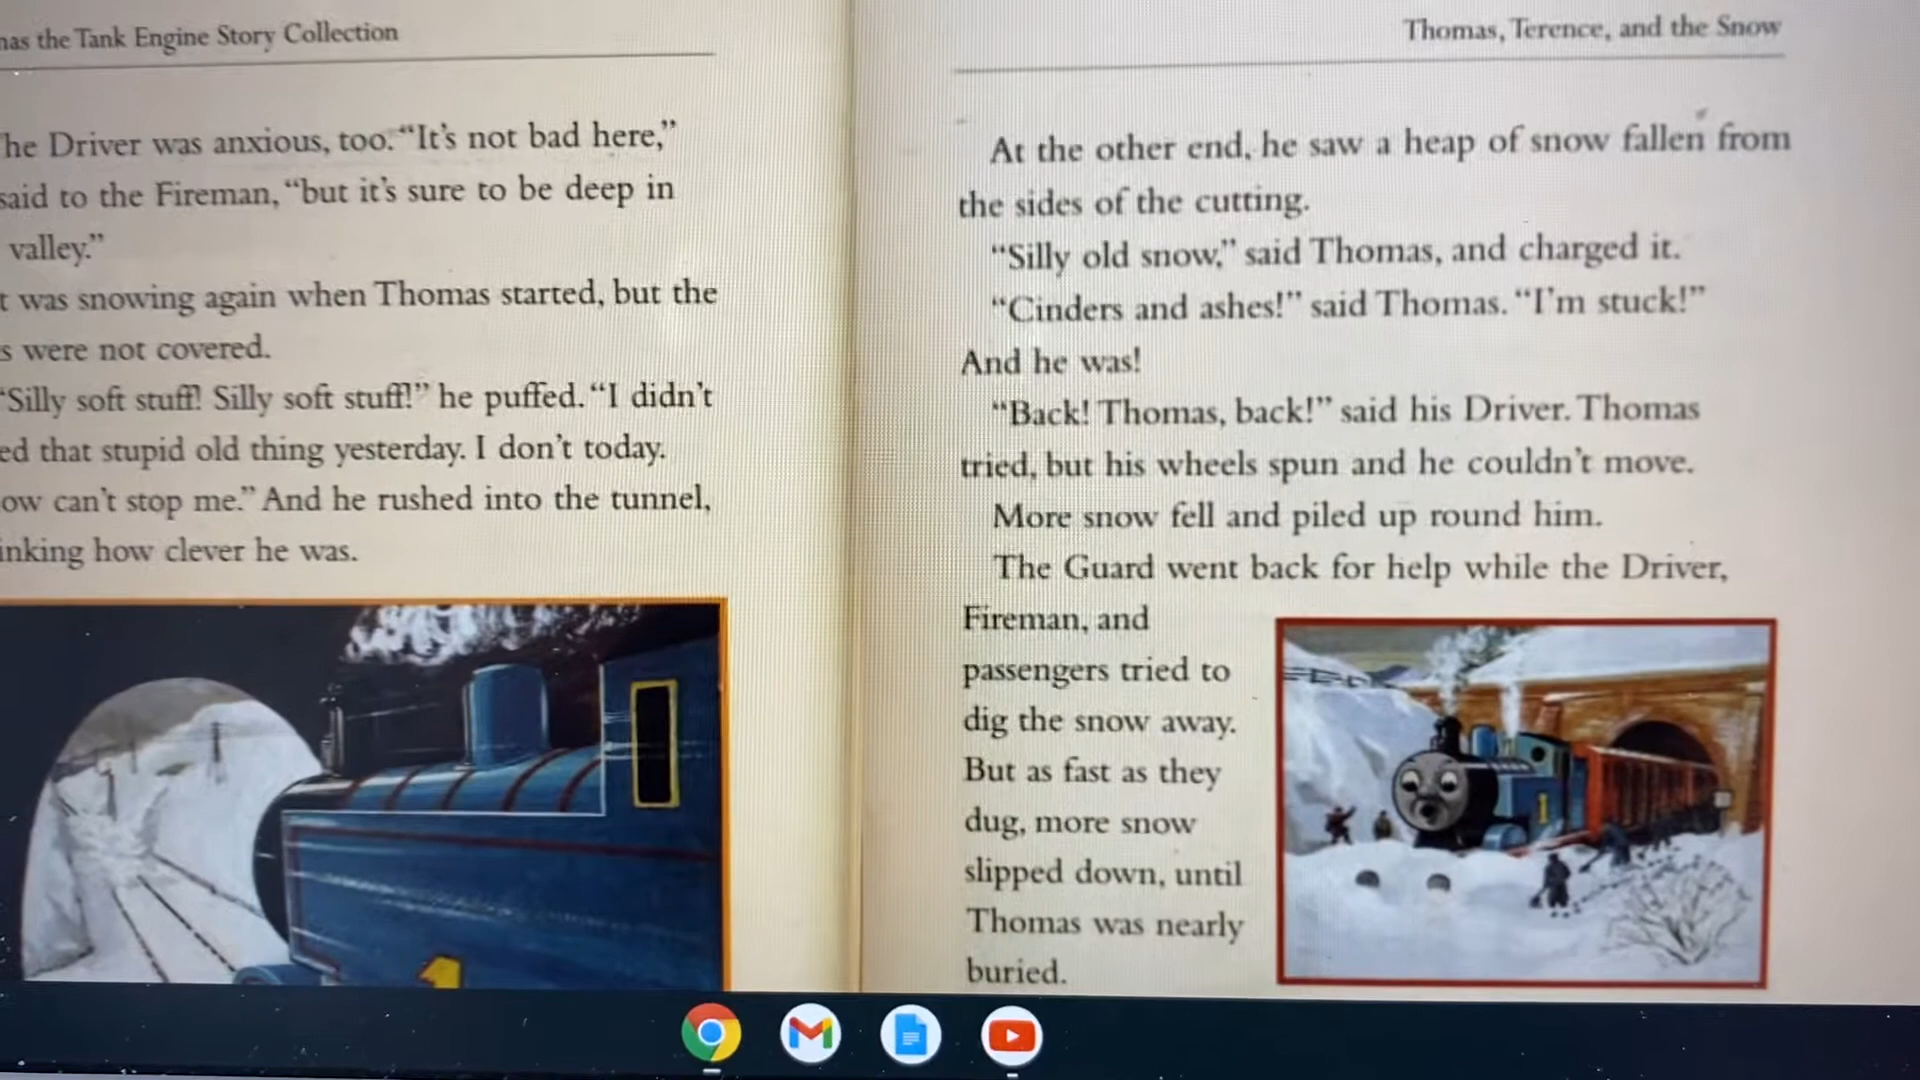 mas the Tank Engine Story Collection
he Driver was anxious, too. “It’s not bad here,”
said to the Fireman, “but it’s sure to be deep in
valley.”
t was snowing again when Thomas started, but the
s were not covered.
“Silly soft stuff! Silly soft stuff!” he puffed. “I didn’t
ed that stupid old thing yesterday. I don’t today.
ow can’t stop me.” And he rushed into the tunnel,
inking how clever he was.
1
Thomas, Terence, and the Snow
At the other end, he saw a heap of snow fallen from
the sides of the cutting.
“Silly old snow,” said Thomas, and charged it.
“Cinders and ashes!” said Thomas. “I’m stuck!”
And he was!
“Back! Thomas, back!” said his Driver. Thomas
tried, but his wheels spun and he couldn’t move.
More snow fell and piled up round him.
The Guard went back for help while the Driver,
Fireman, and
passengers tried to
dig the snow away.
But as fast as they
dug, more snow
slipped down, until
Thomas was nearly
buried.
1